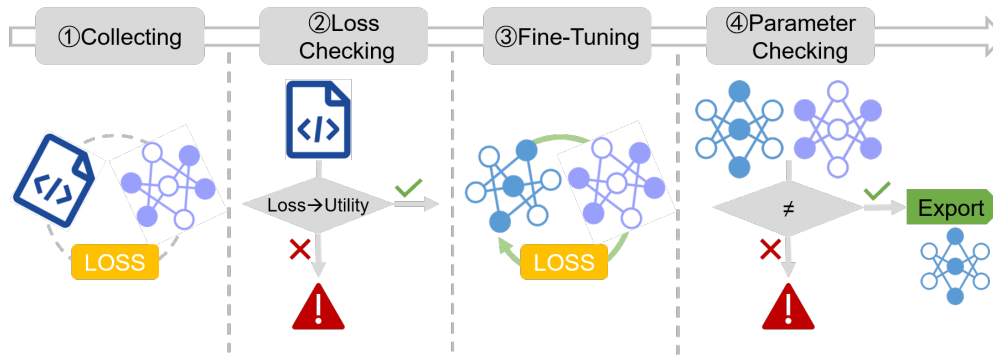 ①Collecting
②Loss
Checking
③Fine-Tuning
④Parameter
Checking
</>
LOSS
</>
Loss→Utility
LOSS
≠
Export